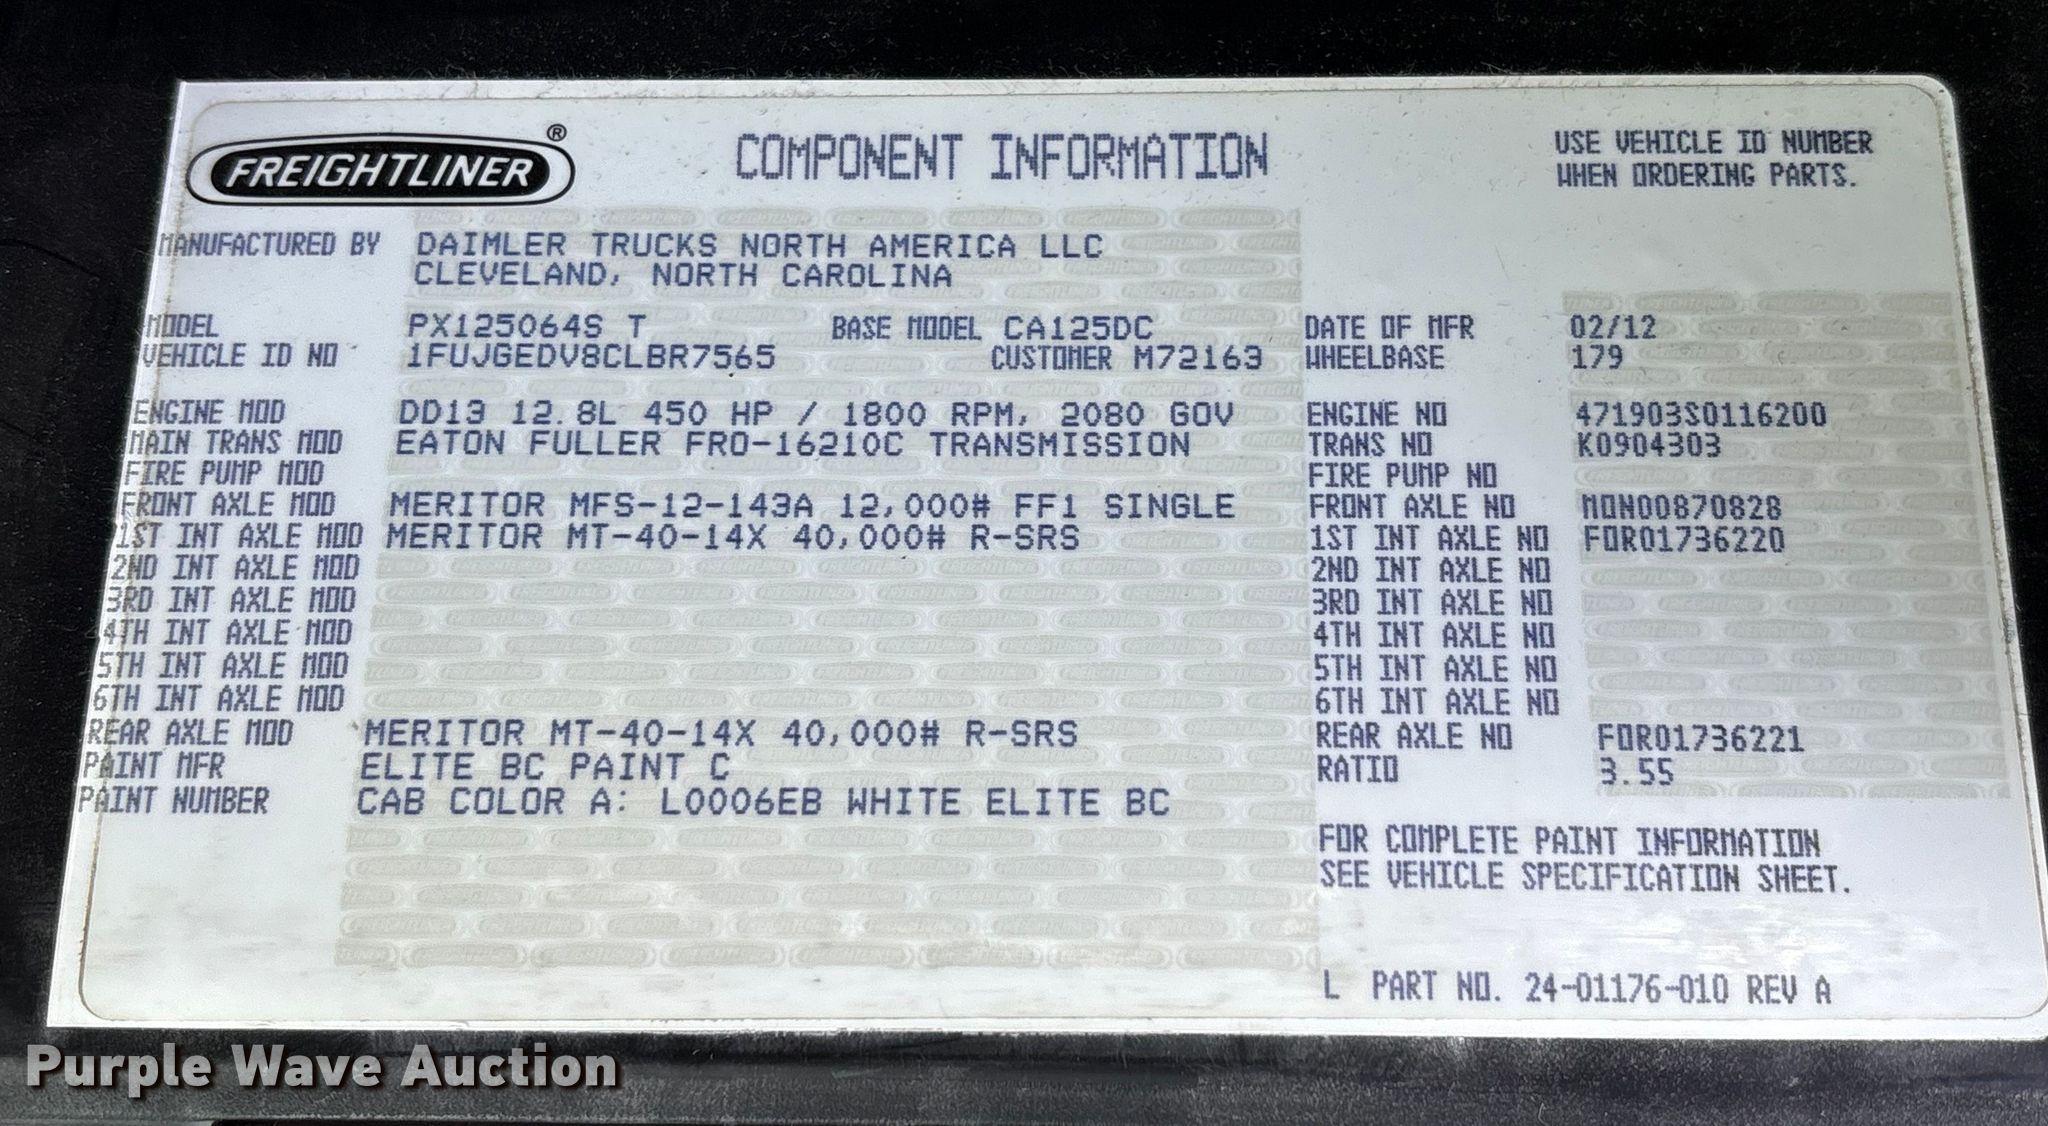 FREIGHTLINER ®
COMPONENT INFORMATION
USE VEHICLE ID NUMBER
WHEN ORDERING PARTS.
MANUFACTURED BY DAIMLER TRUCKS NORTH AMERICA LLC
CLEVELAND, NORTH CAROLINA
MODEL PX125064S T BASE MODEL CA125DC DATE OF MFR 02/12
VEHICLE ID NO 1FUJGEDV8CLBR7565 CUSTOMER M72163 WHEELBASE 179
ENGINE MOD DD13 12.8L 450 HP / 1800 RPM, 2080 GOV ENGINE NO 471903S0116200
MAIN TRANS MOD EATON FULLER FRO-16210C TRANSMISSION TRANS NO K0904303
FIRE PUMP MOD FIRE PUMP NO
FRONT AXLE MOD MERITOR MFS-12-143A 12,000# FF1 SINGLE FRONT AXLE NO MON00870828
1ST INT AXLE MOD MERITOR MT-40-14X 40,000# R-SRS 1ST INT AXLE NO FOR01736220
2ND INT AXLE MOD 2ND INT AXLE NO
3RD INT AXLE MOD 3RD INT AXLE NO
4TH INT AXLE MOD 4TH INT AXLE NO
5TH INT AXLE MOD 5TH INT AXLE NO
6TH INT AXLE MOD 6TH INT AXLE NO
REAR AXLE MOD MERITOR MT-40-14X 40,000# R-SRS REAR AXLE NO FOR01736221
PAINT MFR ELITE BC PAINT C RATIO 3.55
PAINT NUMBER CAB COLOR A: L0006EB WHITE ELITE BC
FOR COMPLETE PAINT INFORMATION
SEE VEHICLE SPECIFICATION SHEET.
L PART NO. 24-01176-010 REV A
Purple Wave Auction